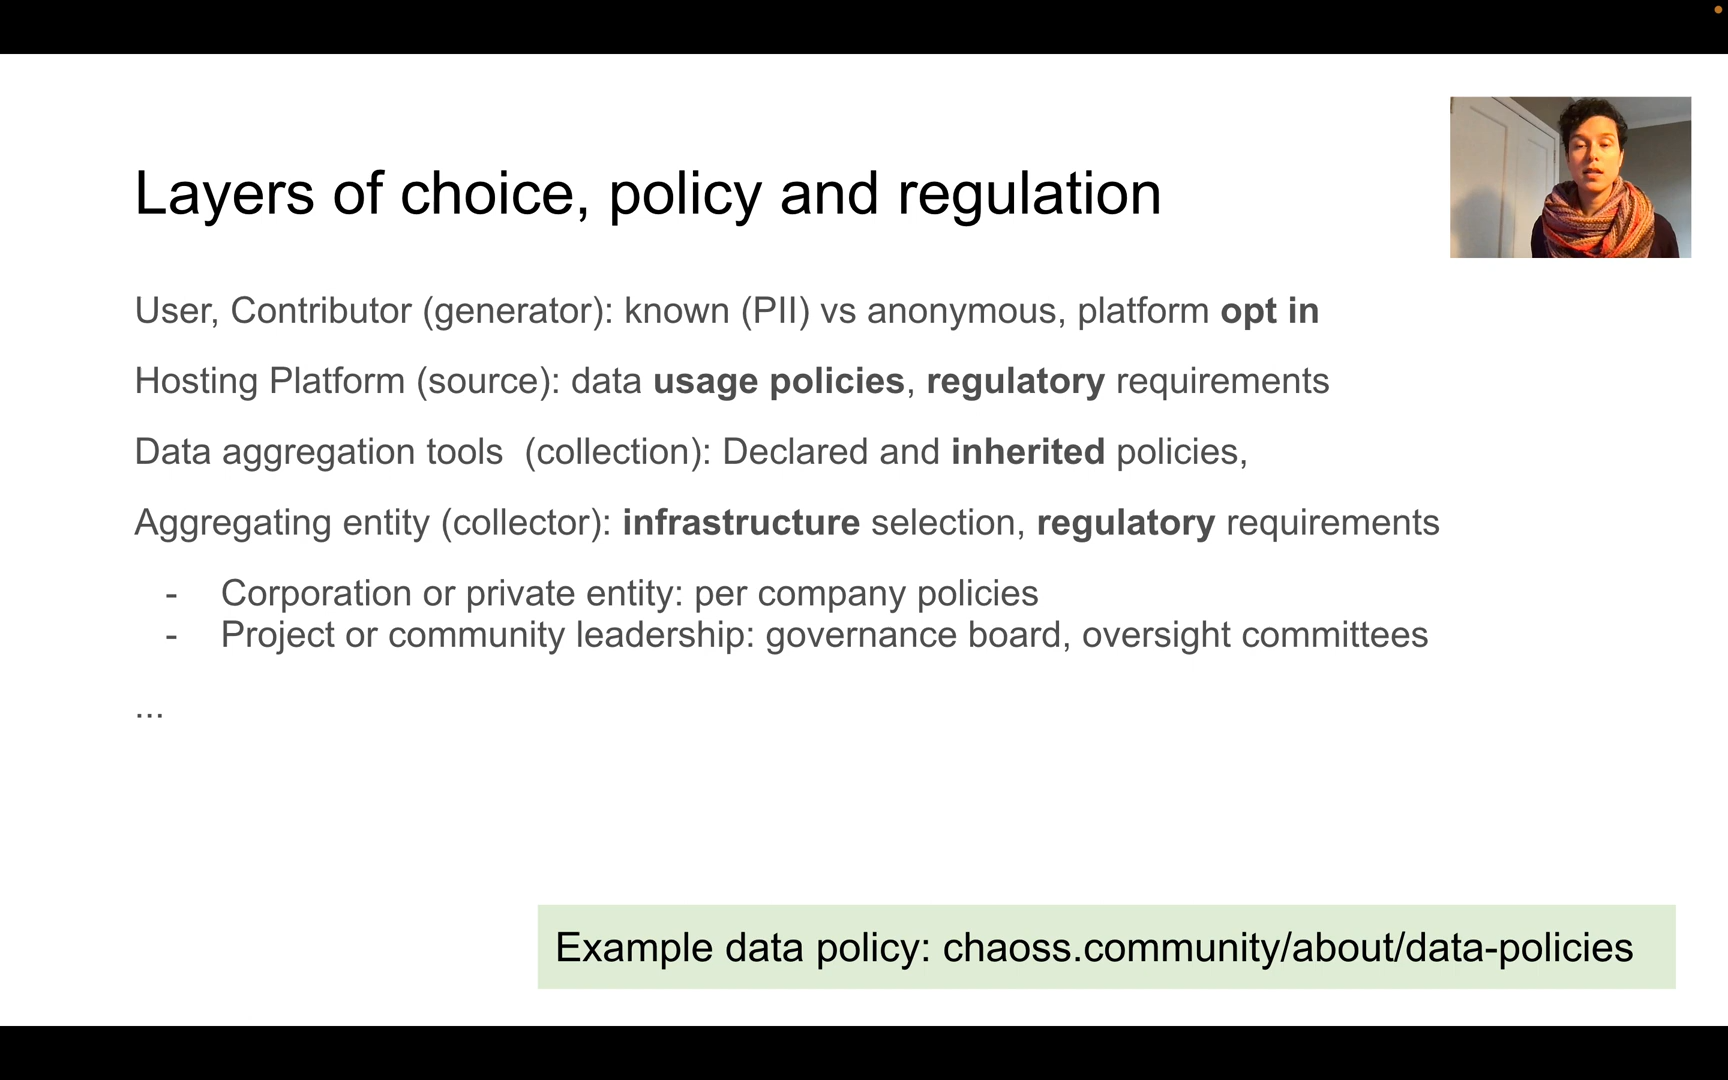 Layers of choice, policy and regulation
User, Contributor (generator): known (PII) vs anonymous, platform opt in
Hosting Platform (source): data usage policies, regulatory requirements
Data aggregation tools  (collection): Declared and inherited policies,
Aggregating entity (collector): infrastructure selection, regulatory requirements
- Corporation or private entity: per company policies
- Project or community leadership: governance board, oversight committees
...
Example data policy: chaoss.community/about/data-policies